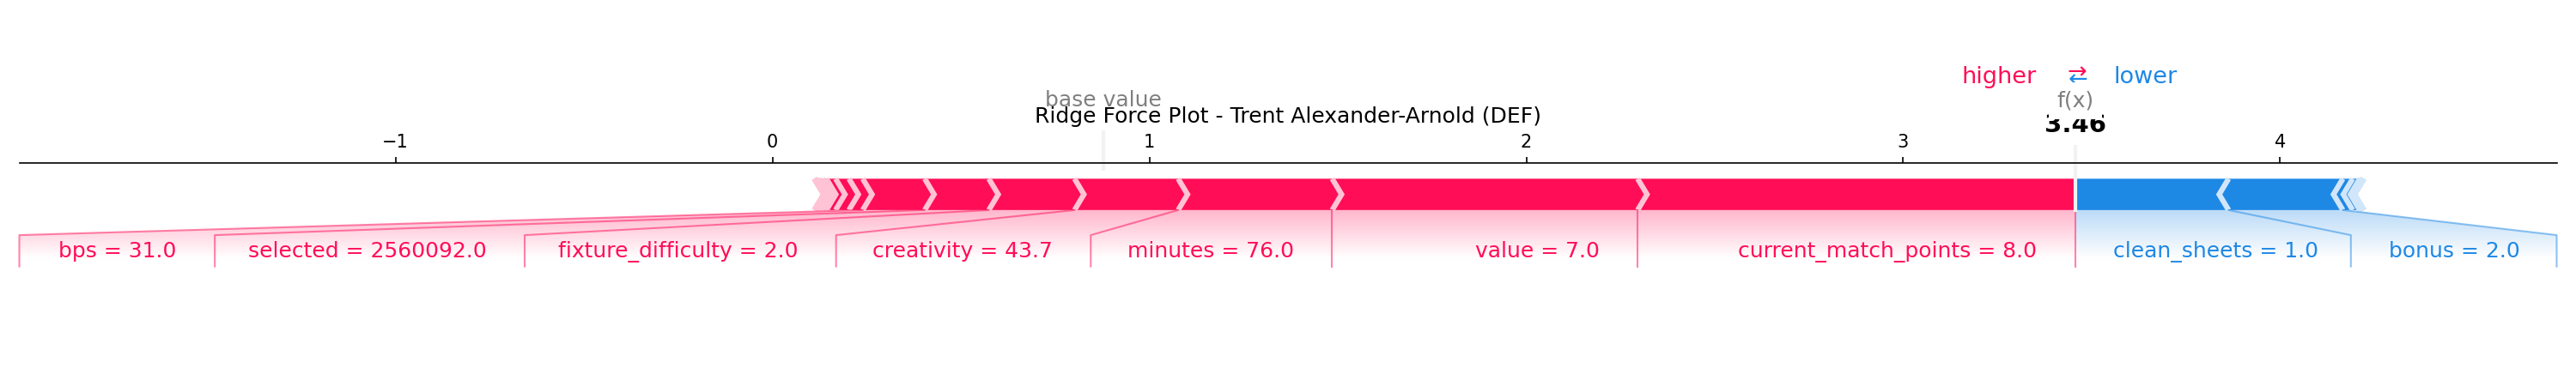 higher ⇄ lower
base value
f(x)
Ridge Force Plot - Trent Alexander-Arnold (DEF)
3.46
−1 0 1 2 3 4
bps = 31.0 selected = 2560092.0 fixture_difficulty = 2.0 creativity = 43.7 minutes = 76.0 value = 7.0 current_match_points = 8.0 clean_sheets = 1.0 bonus = 2.0